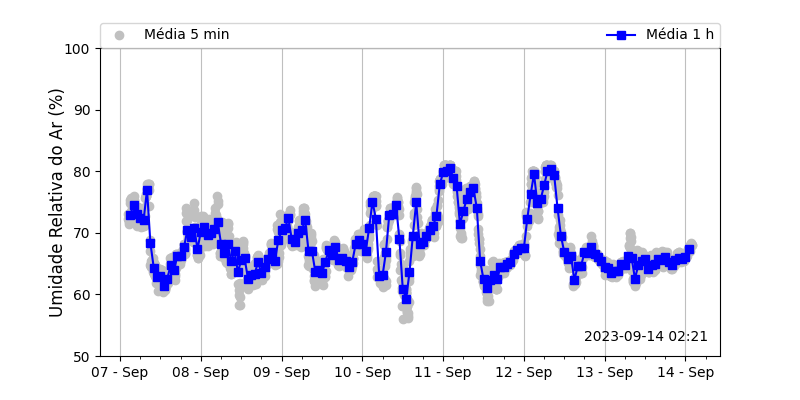 Média 5 min
Média 1 h
Umidade Relativa do Ar (%)
100
90
80
70
60
50
2023-09-14 02:21
07 - Sep
08 - Sep
09 - Sep
10 - Sep
11 - Sep
12 - Sep
13 - Sep
14 - Sep